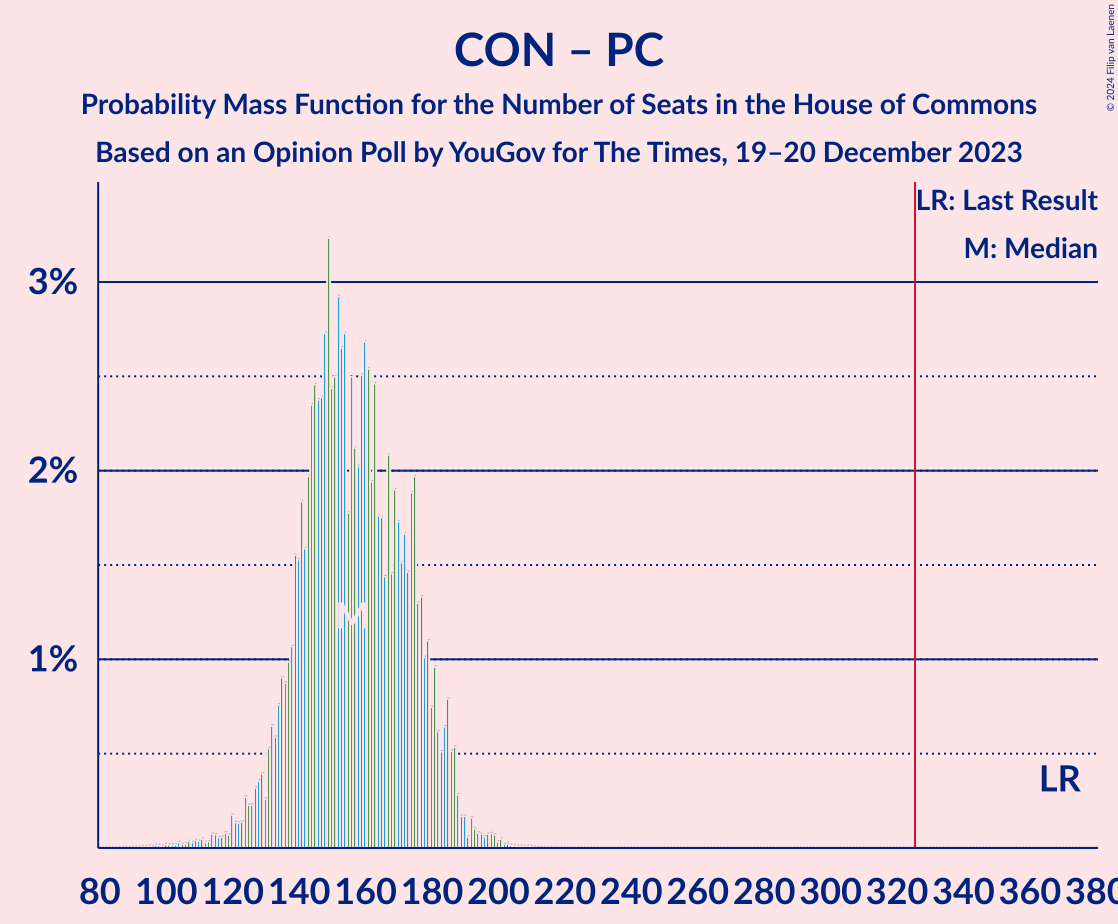 CON – PC
Probability Mass Function for the Number of Seats in the House of Commons
Based on an Opinion Poll by YouGov for The Times, 19–20 December 2023
© 2024 Filip van Laenen
LR: Last Result
M: Median
3%
2%
1%
M
LR
80 100 120 140 160 180 200 220 240 260 280 300 320 340 360 380